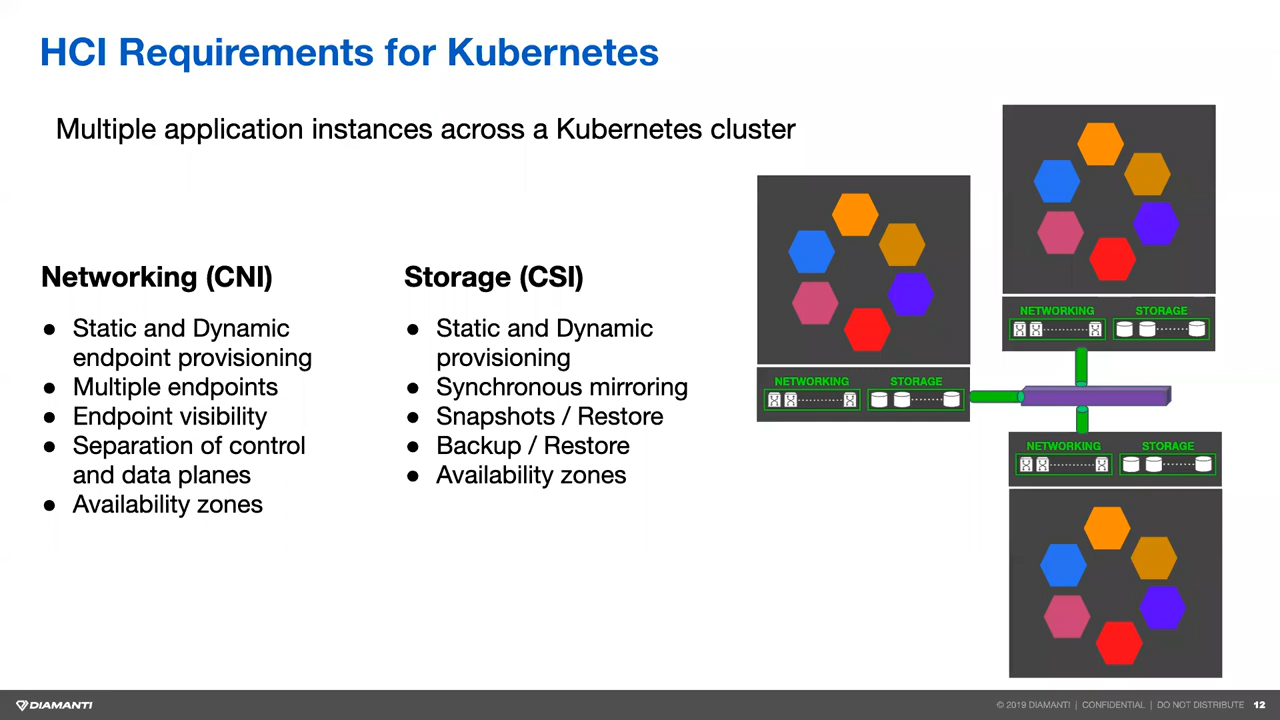 HCI Requirements for Kubernetes
Multiple application instances across a Kubernetes cluster
Networking (CNI)
● Static and Dynamic
endpoint provisioning
● Multiple endpoints
● Endpoint visibility
● Separation of control
and data planes
● Availability zones
Storage (CSI)
● Static and Dynamic
provisioning
● Synchronous mirroring
● Snapshots / Restore
● Backup / Restore
● Availability zones
NETWORKING STORAGE
NETWORKING STORAGE
NETWORKING STORAGE
DIAMANTI
© 2019 DIAMANTI | CONFIDENTIAL | DO NOT DISTRIBUTE 12